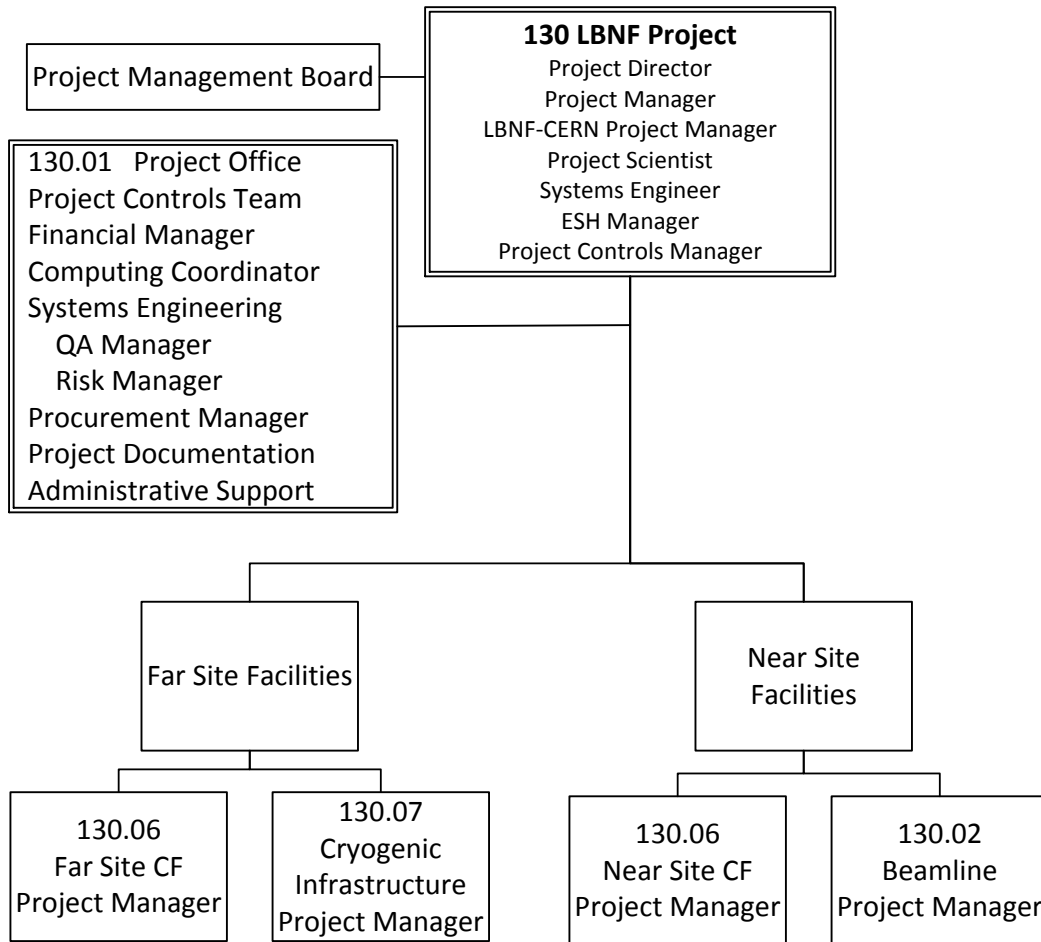 130 LBNF Project
Project Director
Project Manager
LBNF-CERN Project Manager
Project Scientist
Systems Engineer
ESH Manager
Project Controls Manager
Project Management Board
130.01 Project Office
Project Controls Team
Financial Manager
Computing Coordinator
Systems Engineering
QA Manager
Risk Manager
Procurement Manager
Project Documentation
Administrative Support
Far Site Facilities
Near Site
Facilities
130.06
Far Site CF
Project Manager
130.07
Cryogenic
Infrastructure
Project Manager
130.06
Near Site CF
Project Manager
130.02
Beamline
Project Manager